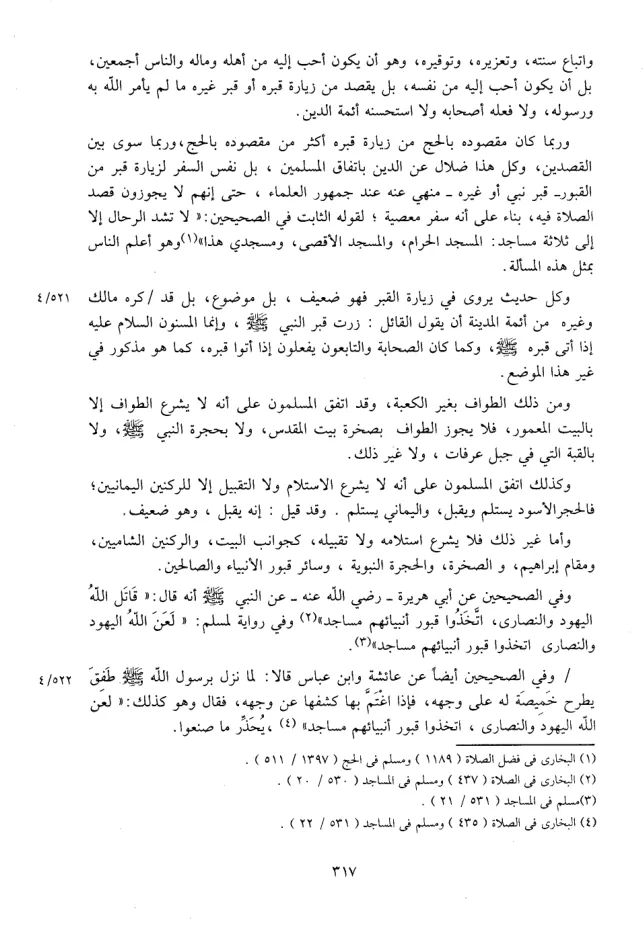 واتباع سنته، وتعزيره، وتوقيره، وهو أن يكون أحب إليه من أهله وماله والناس أجمعين،
بل أن يكون أحب إليه من نفسه، بل يقصد من زيارة قبره أو قبر غيره ما لم يأمر الله به
ورسوله، ولا فعله أصحابه ولا استحسنه أئمة الدين.
وربما كان مقصوده بالحج من زيارة قبره أكثر من مقصوده بالحج،وربما سوى بين
القصدين، وكل هذا ضلال عن الدين باتفاق المسلمين ، بل نفس السفر لزيارة قبر من
القبور- قبر نبي أو غيره - منهي عنه عند جمهور العلماء ، حتى إنهم لا يجوزون قصد
الصلاة فيه، بناء على أنه سفر معصية ؛ لقوله الثابت في الصحيحين:« لا تشد الرحال إلا
إلى ثلاثة مساجد: المسجد الحرام، والمسجد الأقصى، ومسجدي هذا»(١)وهو أعلم الناس
بمثل هذه المسألة.
وكل حديث يروى في زيارة القبر فهو ضعيف ، بل موضوع، بل قد /كره مالك ٤/٥٢١
وغيره من أئمة المدينة أن يقول القائل : زرت قبر النبي ﷺ ، وإنما المسنون السلام عليه
إذا أتى قبره ﷺ، وكما كان الصحابة والتابعون يفعلون إذا أتوا قبره، كما هو مذكور في
غير هذا الموضع.
ومن ذلك الطواف بغير الكعبة، وقد اتفق المسلمون على أنه لا يشرع الطواف إلا
بالبيت المعمور، فلا يجوز الطواف بصخرة بيت المقدس، ولا بحجرة النبي ﷺ، ولا
بالقبة التي في جبل عرفات ، ولا غير ذلك.
وكذلك اتفق المسلمون على أنه لا يشرع الاستلام ولا التقبيل إلا للركنين اليمانيين؛
فالحجرالأسود يستلم ويقبل، واليماني يستلم . وقد قيل : إنه يقبل ، وهو ضعيف.
وأما غير ذلك فلا يشرع استلامه ولا تقبيله، كجوانب البيت، والركنين الشاميين،
ومقام إبراهيم، و الصخرة، والحجرة النبوية ، وسائر قبور الأنبياء والصالحين.
وفي الصحيحين عن أبي هريرة - رضي الله عنه - عن النبي ﷺ أنه قال:« قَاتَل اللهُ
اليهود والنصارى، اتَّخَذُوا قبور أنبيائهم مساجد»(٢) وفي رواية لمسلم: « لَعَنَ اللهُ اليهود
والنصارى اتخذوا قبور أنبيائهم مساجد»(٣).
/ وفي الصحيحين أيضاً عن عائشة وابن عباس قالا: لما نزل برسول الله ﷺ طَفِقَ ٤/٥٢٢
يطرح خَمِيصة له على وجهه، فإذا اغْتَمَّ بها كشفها عن وجهه، فقال وهو كذلك:« لعن
الله اليهود والنصارى ، اتخذوا قبور أنبيائهم مساجد» (٤) ،يُحَذِّر ما صنعوا.
(١) البخارى فى فضل الصلاة ( ١١٨٩ ) ومسلم فى الحج ( ١٣٩٧ / ٥١١ ) .
(٢) البخارى فى الصلاة ( ٤٣٧ ) ومسلم فى المساجد ( ٥٣٠ / ٢٠ ) .
(٣)مسلم فى المساجد ( ٥٣١ / ٢١ ) .
(٤) البخارى فى الصلاة ( ٤٣٥ ) ومسلم فى المساجد ( ٥٣١ / ٢٢ ) .
٣١٧